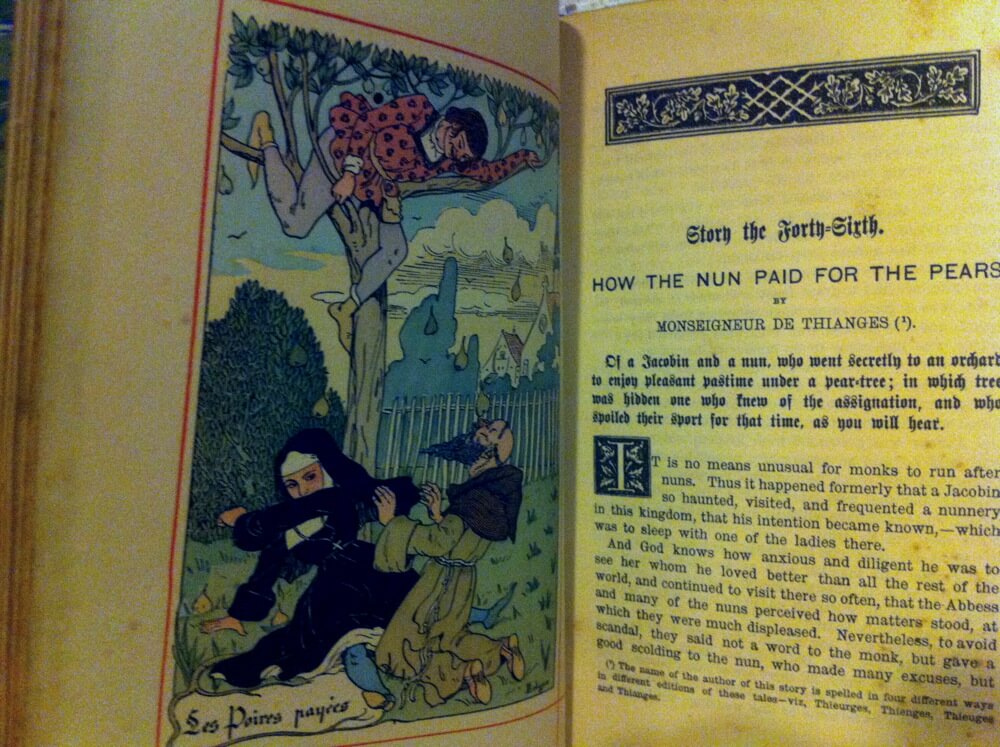 Les Poires payées
Story the Forty-Sixth.
HOW THE NUN PAID FOR THE PEARS
BY
MONSEIGNEUR DE THIANGES (¹).
Of a Jacobin and a nun, who went secretly to an orchard
to enjoy pleasant pastime under a pear-tree; in which tree
was hidden one who knew of the assignation, and who
spoiled their sport for that time, as you will hear.
IT is no means unusual for monks to run after
nuns. Thus it happened formerly that a Jacobin
so haunted, visited, and frequented a nunnery
in this kingdom, that his intention became known,—which
was to sleep with one of the ladies there.
And God knows how anxious and diligent he was to
see her whom he loved better than all the rest of the
world, and continued to visit there so often, that the Abbess
and many of the nuns perceived how matters stood, at
which they were much displeased. Nevertheless, to avoid
scandal, they said not a word to the monk, but gave a
good scolding to the nun, who made many excuses, but
(¹) The name of the author of this story is spelled in four different ways
in different editions of these tales—viz, Thieurges, Thienges, Thieuges
and Thianges.